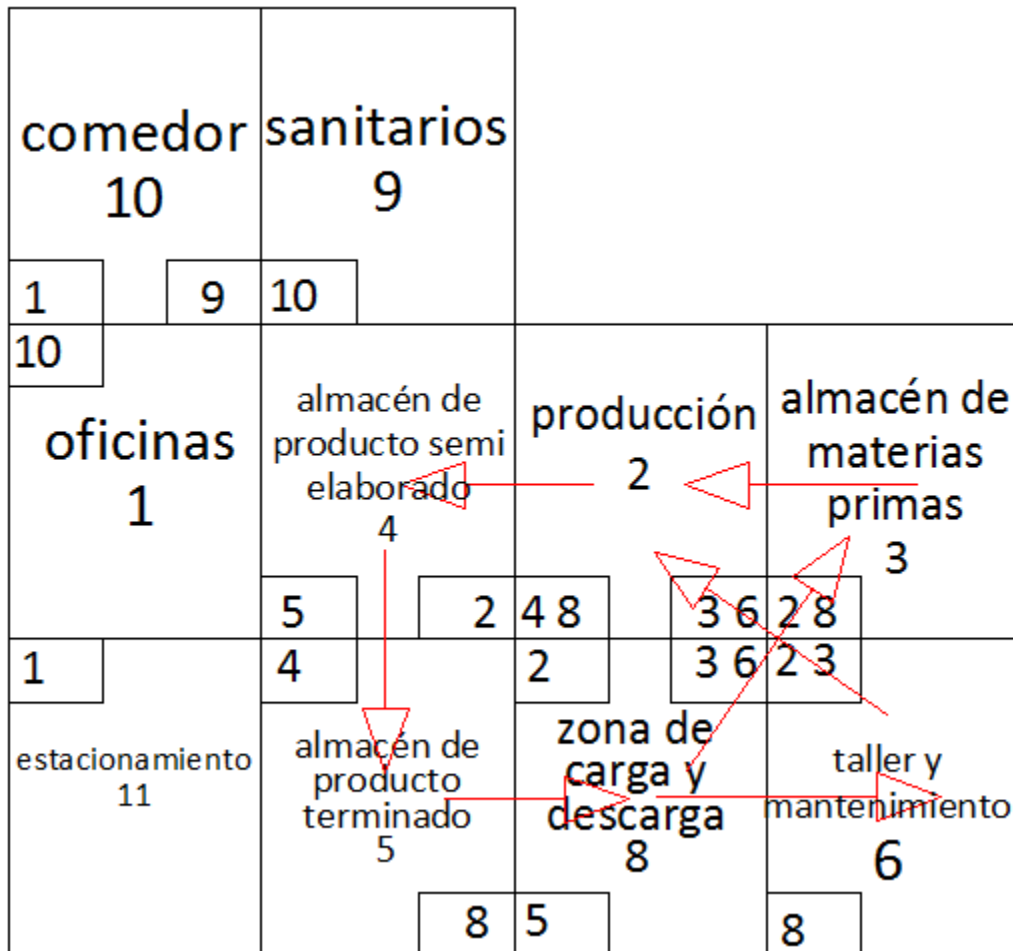 comedor
10
sanitarios
9
1
9
10
10
oficinas
1
almacén de
producto semi
elaborado
4
producción
2
almacén de
materias
primas
3
5
2
4 8
3 6
2 8
1
4
2
3 6
2 3
estacionamiento
11
almacén de
producto
terminado
5
zona de
carga y
descarga
8
taller y
mantenimiento
6
8
5
8